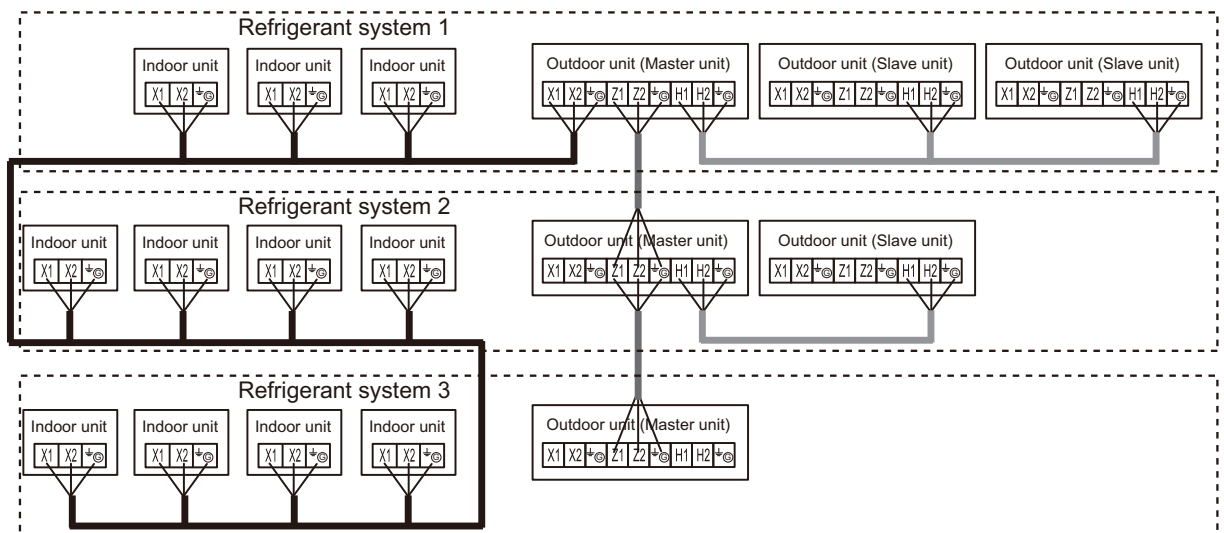 Refrigerant system 1
Indoor unit
X1 X2 ⏚G
Indoor unit
X1 X2 ⏚G
Indoor unit
X1 X2 ⏚G
Outdoor unit (Master unit)
X1 X2 ⏚G Z1 Z2 ⏚G H1 H2 ⏚G
Outdoor unit (Slave unit)
X1 X2 ⏚G Z1 Z2 ⏚G H1 H2 ⏚G
Outdoor unit (Slave unit)
X1 X2 ⏚G Z1 Z2 ⏚G H1 H2 ⏚G
Refrigerant system 2
Indoor unit
X1 X2 ⏚G
Indoor unit
X1 X2 ⏚G
Indoor unit
X1 X2 ⏚G
Indoor unit
X1 X2 ⏚G
Outdoor unit (Master unit)
X1 X2 ⏚G Z1 Z2 ⏚G H1 H2 ⏚G
Outdoor unit (Slave unit)
X1 X2 ⏚G Z1 Z2 ⏚G H1 H2 ⏚G
Refrigerant system 3
Indoor unit
X1 X2 ⏚G
Indoor unit
X1 X2 ⏚G
Indoor unit
X1 X2 ⏚G
Indoor unit
X1 X2 ⏚G
Outdoor unit (Master unit)
X1 X2 ⏚G Z1 Z2 ⏚G H1 H2 ⏚G